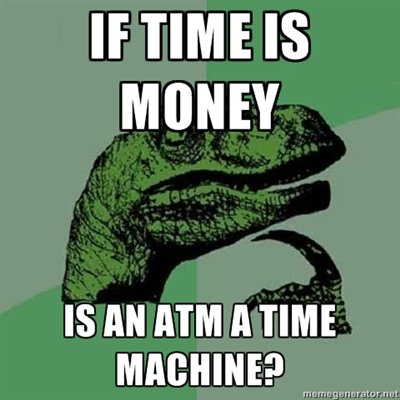 IF TIME IS
MONEY
IS AN ATM A TIME
MACHINE?
memegenerator.net